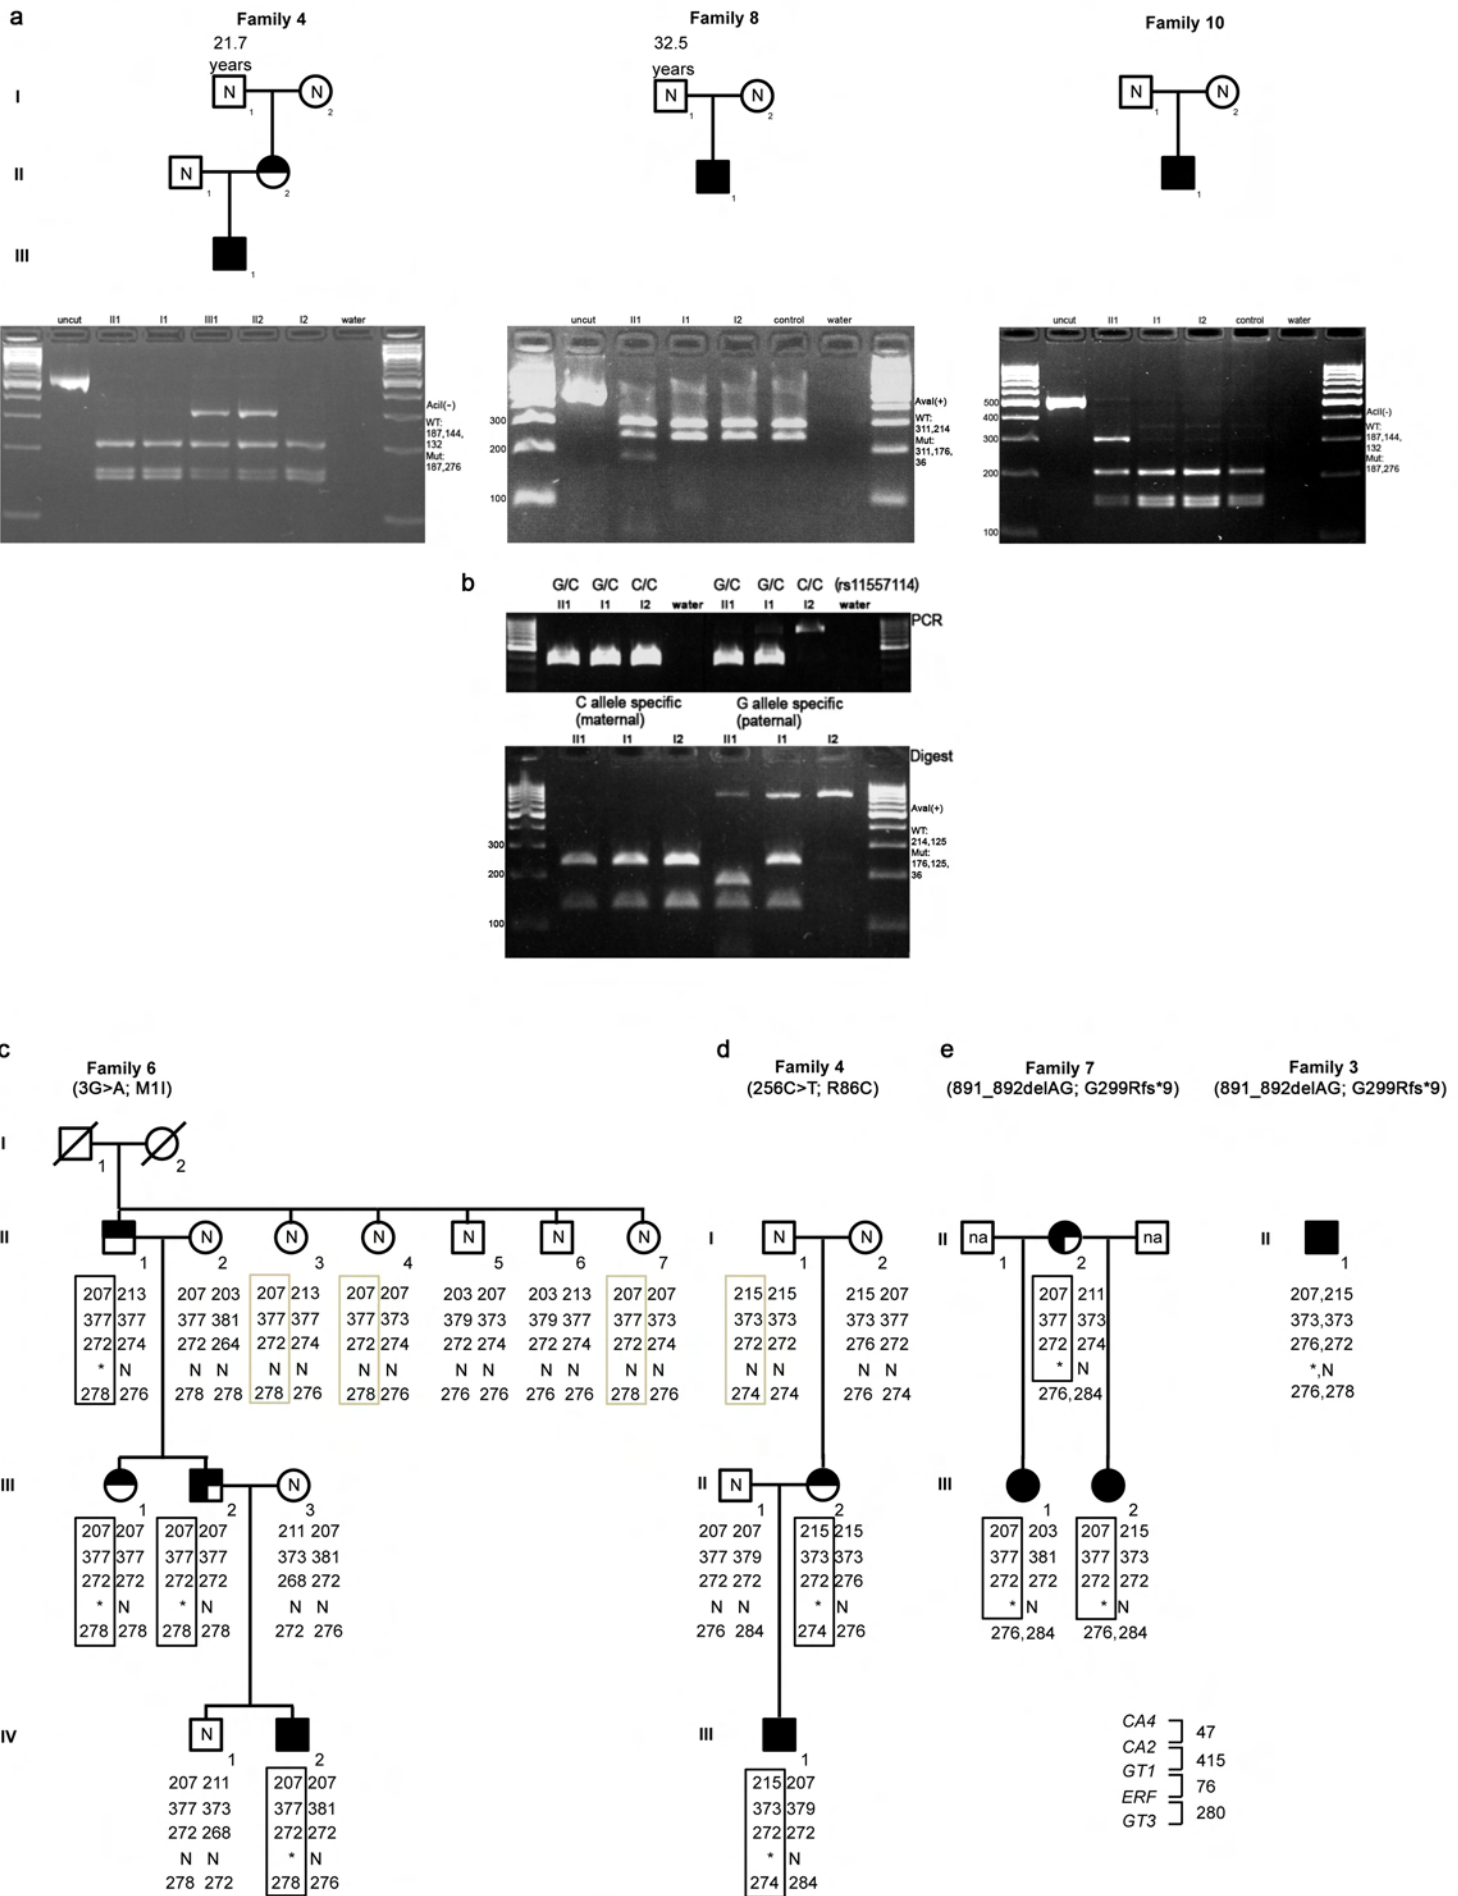 a
Family 4
Family 8
Family 10
21.7
years
32.5
years
I
N
1
N
2
N
1
N
2
N
1
N
2
II
N
1
2
1
1
III
1
uncut II1 I1 III1 II2 I2 water
AciI(-)
WT:
187,144,
132
Mut:
187,276
uncut II1 I1 I2 control water
300
200
100
AvaI(+)
WT:
311,214
Mut:
311,176,
36
uncut II1 I1 I2 control water
500
400
300
200
100
AciI(-)
WT:
187,144,
132
Mut:
187,276
b
G/C G/C C/C G/C G/C C/C (rs11557114)
II1 I1 I2 water II1 I1 I2 water
PCR
C allele specific
(maternal)
G allele specific
(paternal)
II1 I1 I2 II1 I1 I2
Digest
300
200
100
AvaI(+)
WT:
214,125
Mut:
176,125,
36
c
Family 6
(3G>A; M1I)
I
1
2
II
N N N N N N
1 2 3 4 5 6 7
207 213 207 203 207 213 207 207 203 207 203 213 207 207
377 377 377 381 377 377 377 373 379 373 379 377 377 373
272 274 272 264 272 274 272 274 272 274 272 274 272 274
* N N N N N N N N N N N N N
278 276 278 278 278 276 278 276 276 276 276 276 278 276
III
N
1 2 3
207 207 207 207 211 207
377 377 377 377 373 381
272 272 272 272 268 272
* N * N N N
278 278 278 278 272 276
IV
N
1 2
207 211 207 207
377 373 377 381
272 268 272 272
N N * N
278 272 278 276
d
Family 4
(256C>T; R86C)
I
N N
1 2
215 215 215 207
373 373 373 377
272 272 276 272
N N N N
274 274 276 274
II
N
1 2
207 207 215 215
377 379 373 373
272 272 272 276
N N * N
276 284 274 276
III
1
215 207
373 379
272 272
* N
274 284
e
Family 7
(891_892delAG; G299Rfs*9)
II
na na
1 2
207 211
377 373
272 274
* N
276,284
III
1 2
207 203 207 215
377 381 377 373
272 272 272 272
* N * N
276,284 276,284
Family 3
(891_892delAG; G299Rfs*9)
II
1
207,215
373,373
276,272
*,N
276,278
CA4
47
CA2
415
GT1
76
ERF
280
GT3